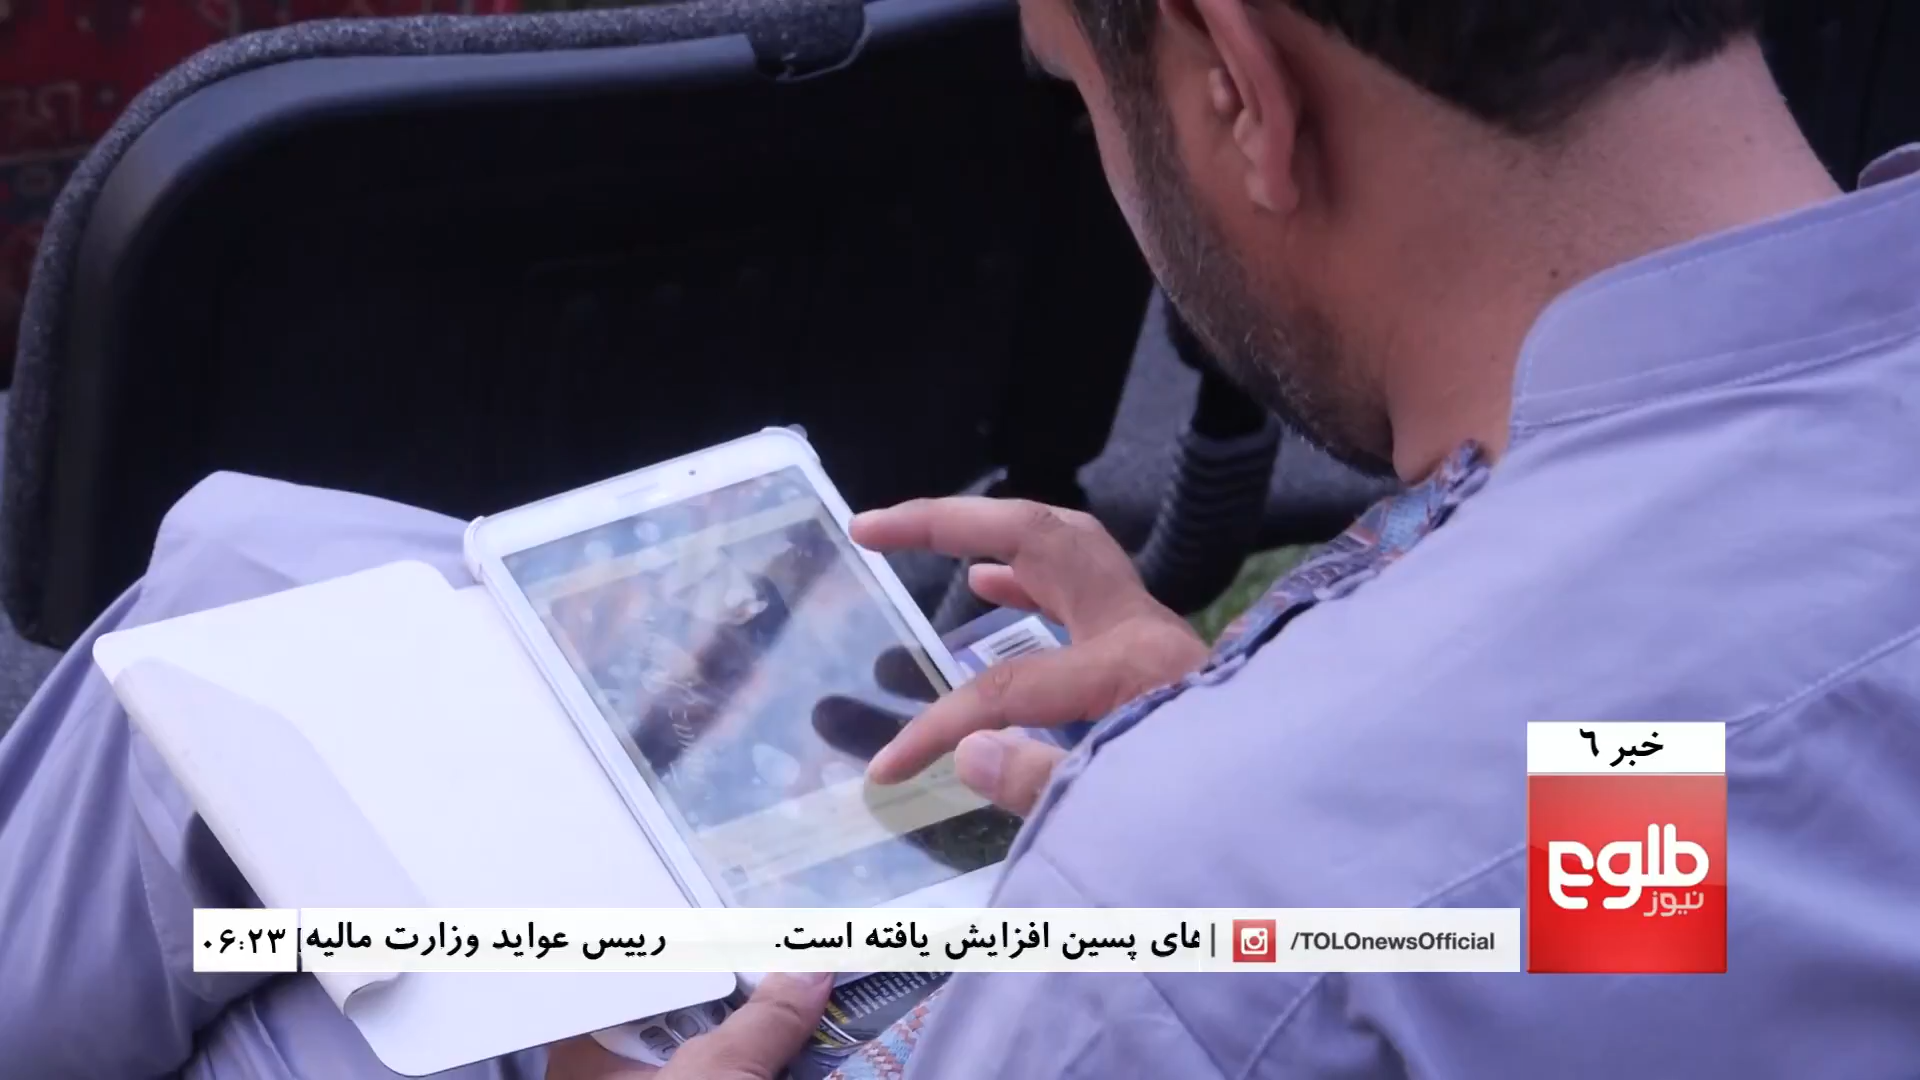 خبر ٦
طلوع
نیوز
۰۶:۲۳
رییس عواید وزارت مالیه
های پسین افزایش یافته است.
/TOLOnewsOfficial